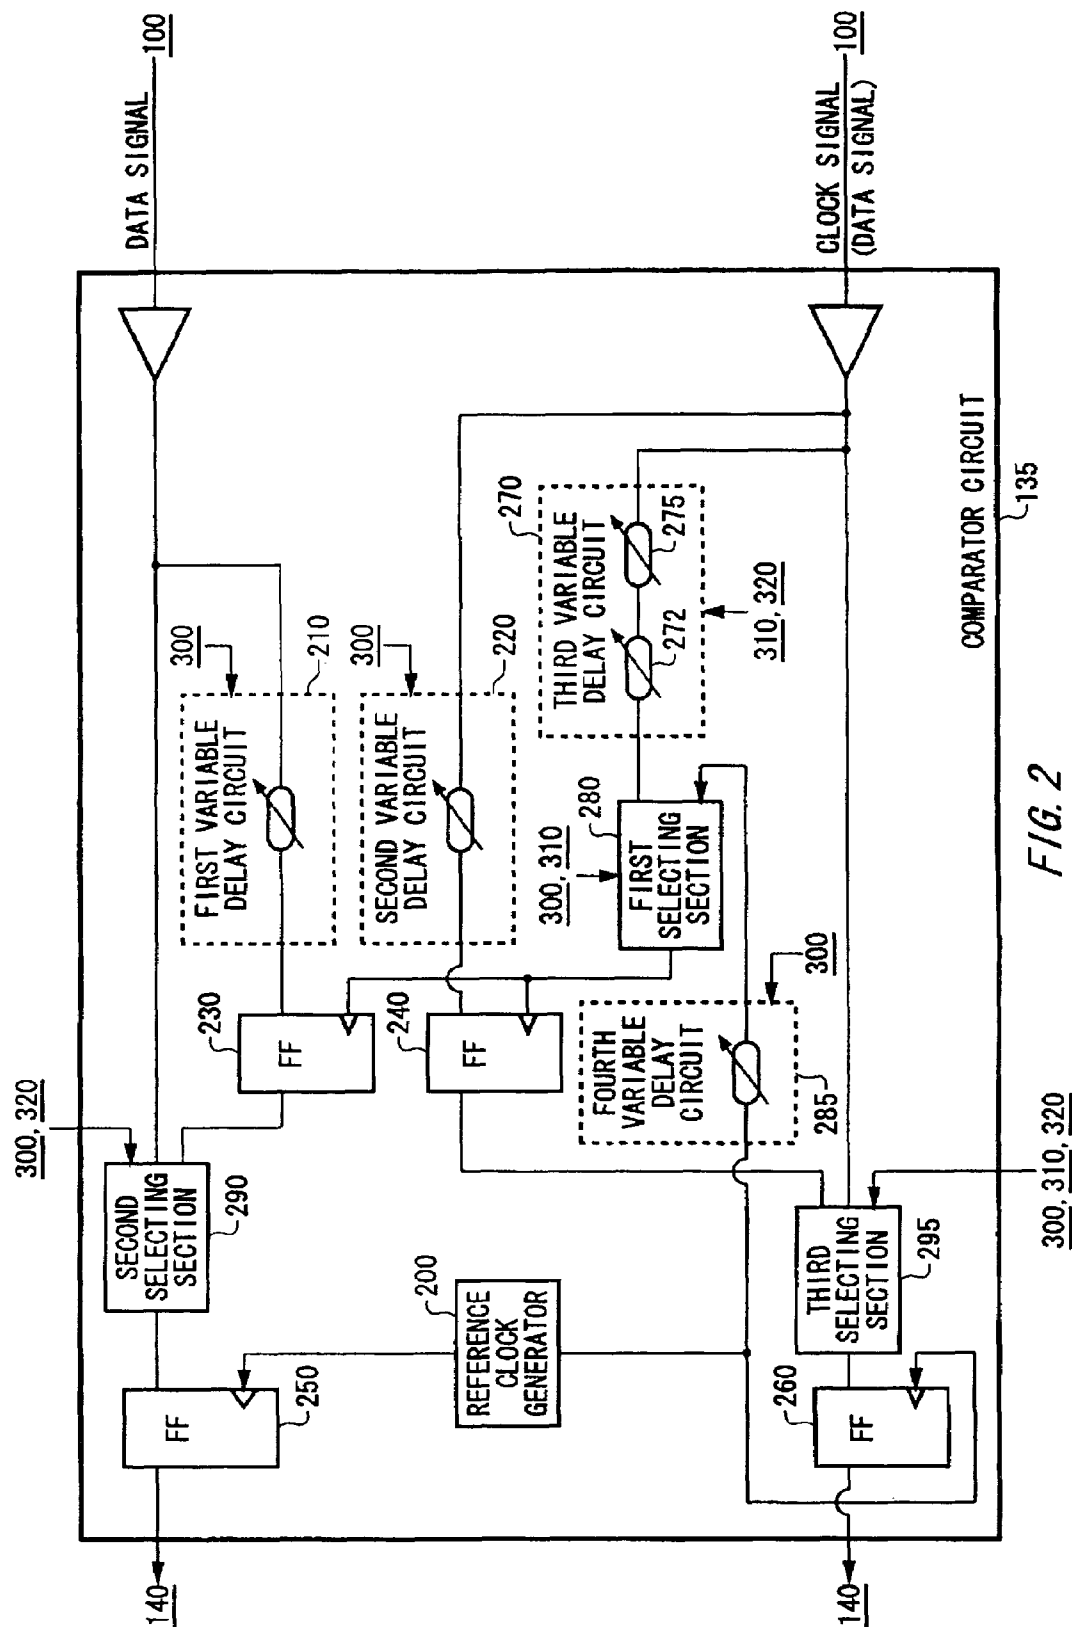 DATA SIGNAL
100
CLOCK SIGNAL
(DATA SIGNAL)
100
FIRST VARIABLE
DELAY CIRCUIT
300
210
SECOND VARIABLE
DELAY CIRCUIT
300
220
THIRD VARIABLE
DELAY CIRCUIT
270
272
275
310, 320
FIRST
SELECTING
SECTION
280
300, 310
FF
230
FF
240
FOURTH
VARIABLE
DELAY
CIRCUIT
300
285
SECOND
SELECTING
SECTION
290
300, 320
REFERENCE
CLOCK
GENERATOR
200
THIRD
SELECTING
SECTION
295
300, 310, 320
FF
250
FF
260
140
140
COMPARATOR CIRCUIT
135
FIG. 2